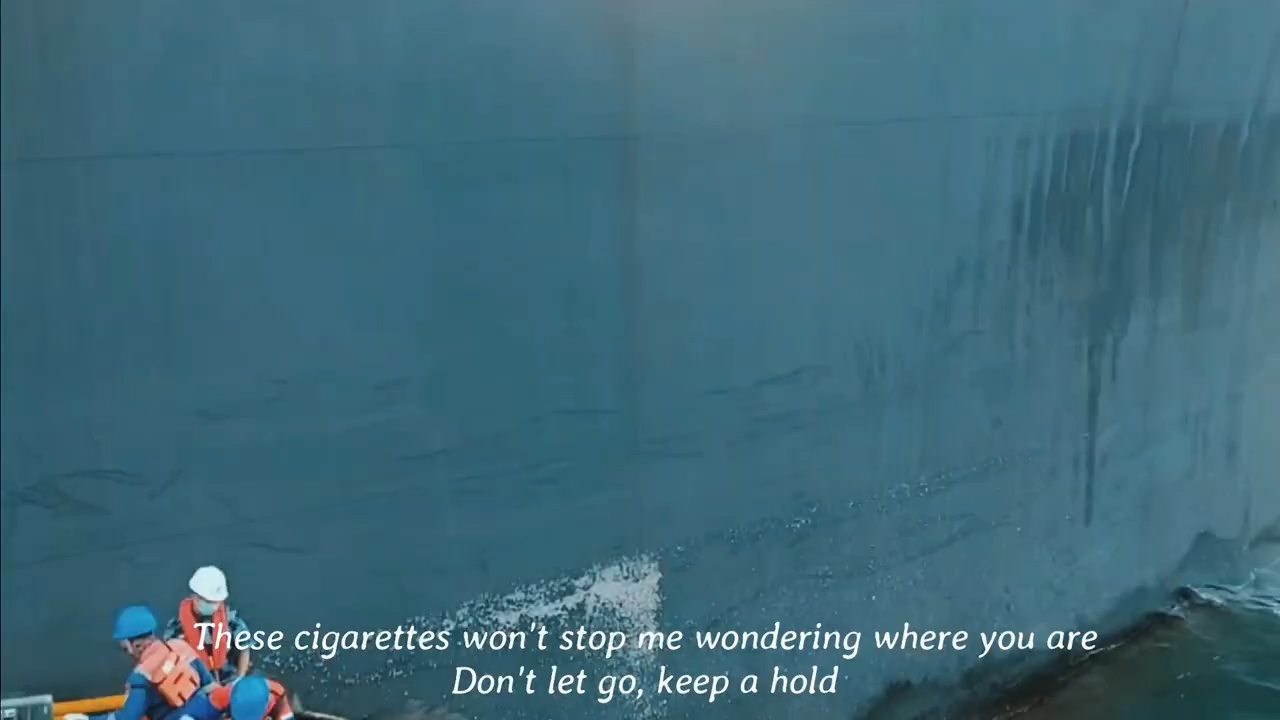 These cigarettes won't stop me wondering where you are
Don't let go, keep a hold